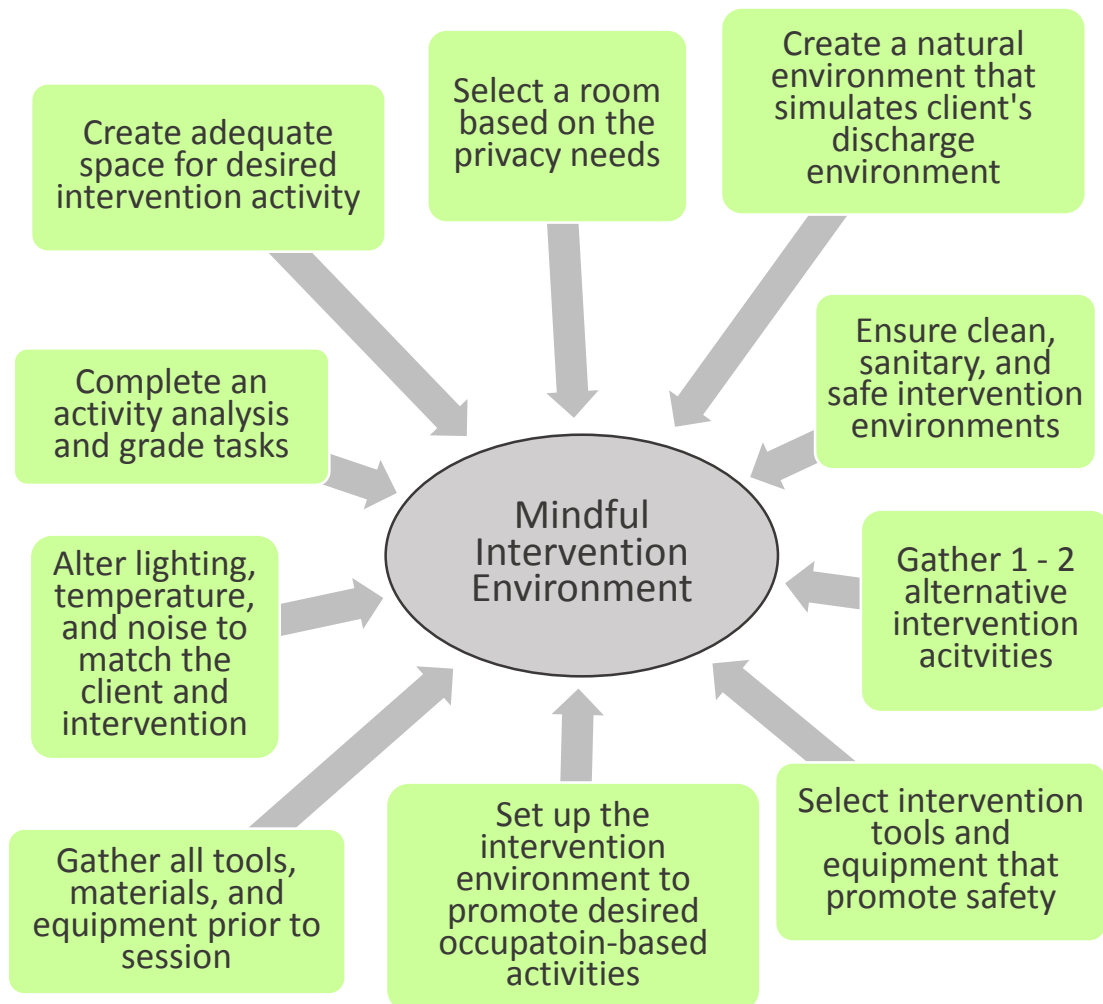 Create adequate
space for desired
intervention activity
Select a room
based on the
privacy needs
Create a natural
environment that
simulates client's
discharge
environment
Complete an
activity analysis
and grade tasks
Ensure clean,
sanitary, and
safe intervention
environments
Mindful
Intervention
Environment
Alter lighting,
temperature,
and noise to
match the
client and
intervention
Gather 1 - 2
alternative
intervention
acitvities
Gather all tools,
materials, and
equipment prior to
session
Set up the
intervention
environment to
promote desired
occupatoin-based
activities
Select intervention
tools and
equipment that
promote safety